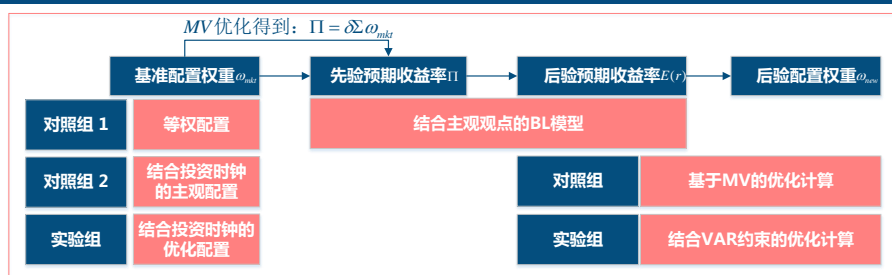 MV优化得到：Π = δΣω_mkt
基准配置权重ω_mkt
先验预期收益率Π
后验预期收益率E(r)
后验配置权重ω_new
对照组 1
等权配置
结合主观观点的BL模型
对照组 2
结合投资时钟
的主观配置
对照组
基于MV的优化计算
实验组
结合投资时钟的
优化配置
实验组
结合VAR约束的优化计算